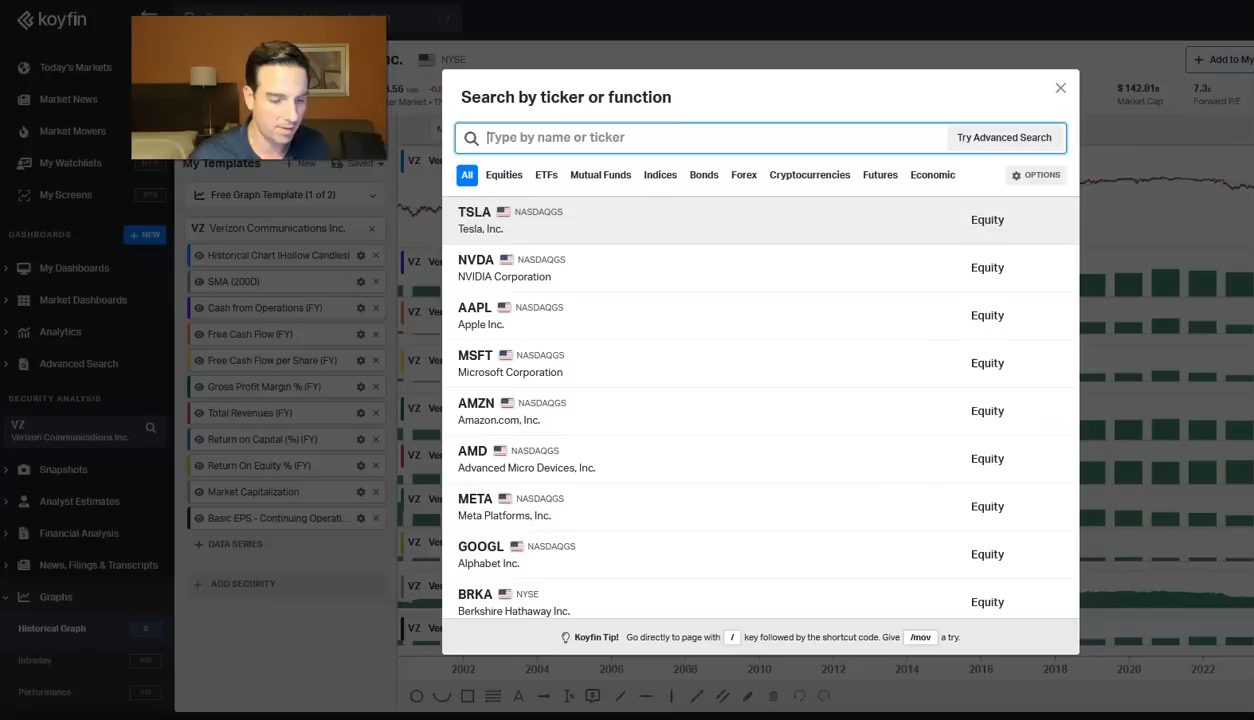 koyfin
/
Today's Markets
Market News
Market Movers
My Watchlists
My Screens
DASHBOARDS
+ NEW
My Dashboards
Market Dashboards
Analytics
Advanced Search
SECURITY ANALYSIS
VZ
Verizon Communications Inc.
Snapshots
Analyst Estimates
Financial Analysis
News, Filings & Transcripts
Graphs
Historical Graph
G
Intraday
Performance
My Templates
+ New
Saved
Free Graph Template (1 of 2)
VZ Verizon Communications Inc.
Historical Chart (Hollow Candles)
SMA (200D)
Cash from Operations (FY)
Free Cash Flow (FY)
Free Cash Flow per Share (FY)
Gross Profit Margin % (FY)
Total Revenues (FY)
Return on Capital (%) (FY)
Return On Equity % (FY)
Market Capitalization
Basic EPS - Continuing Operati...
+ DATA SERIES
+ ADD SECURITY
NYSE
+ Add to My
$ 142.81B
Market Cap
7.3x
Forward P/E
Search by ticker or function
Type by name or ticker
Try Advanced Search
All Equities ETFs Mutual Funds Indices Bonds Forex Cryptocurrencies Futures Economic
OPTIONS
TSLA NASDAQGS
Tesla, Inc.
Equity
NVDA NASDAQGS
NVIDIA Corporation
Equity
AAPL NASDAQGS
Apple Inc.
Equity
MSFT NASDAQGS
Microsoft Corporation
Equity
AMZN NASDAQGS
Amazon.com, Inc.
Equity
AMD NASDAQGS
Advanced Micro Devices, Inc.
Equity
META NASDAQGS
Meta Platforms, Inc.
Equity
GOOGL NASDAQGS
Alphabet Inc.
Equity
BRKA NYSE
Berkshire Hathaway Inc.
Equity
Koyfin Tip! Go directly to page with / key followed by the shortcut code. Give /mov a try.
2002 2004 2006 2008 2010 2012 2014 2016 2018 2020 2022